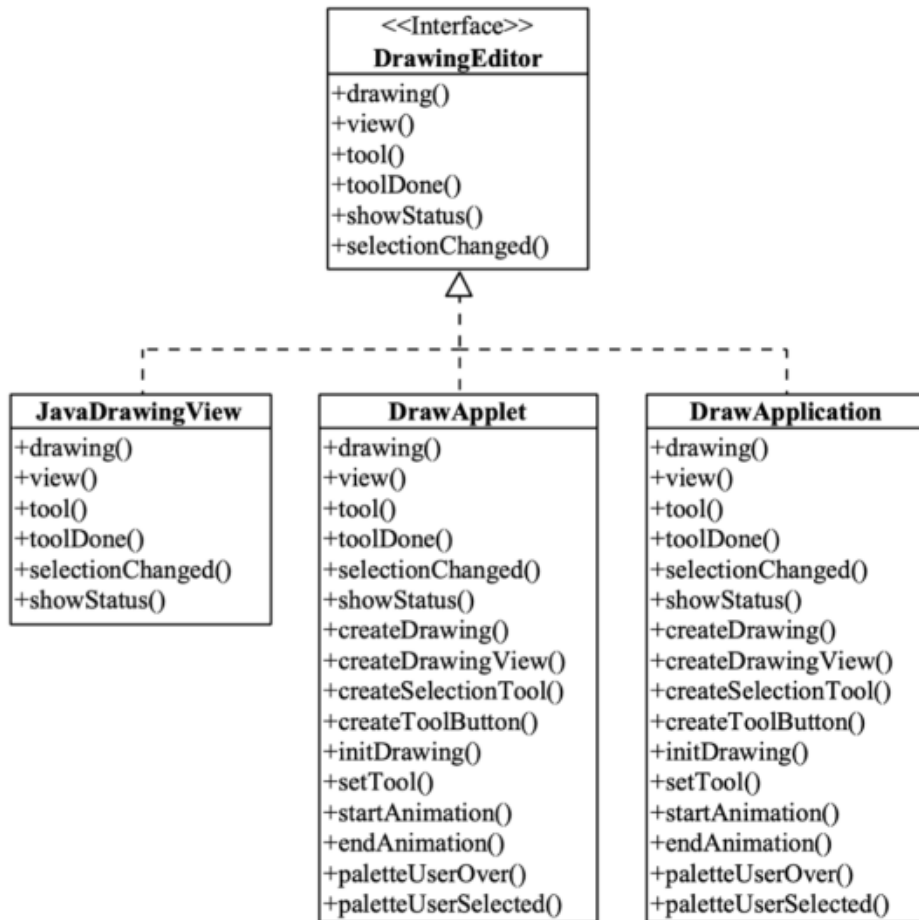 <<Interface>>
DrawingEditor
+drawing()
+view()
+tool()
+toolDone()
+showStatus()
+selectionChanged()
JavaDrawingView
+drawing()
+view()
+tool()
+toolDone()
+selectionChanged()
+showStatus()
DrawApplet
+drawing()
+view()
+tool()
+toolDone()
+selectionChanged()
+showStatus()
+createDrawing()
+createDrawingView()
+createSelectionTool()
+createToolButton()
+initDrawing()
+setTool()
+startAnimation()
+endAnimation()
+paletteUserOver()
+paletteUserSelected()
DrawApplication
+drawing()
+view()
+tool()
+toolDone()
+selectionChanged()
+showStatus()
+createDrawing()
+createDrawingView()
+createSelectionTool()
+createToolButton()
+initDrawing()
+setTool()
+startAnimation()
+endAnimation()
+paletteUserOver()
+paletteUserSelected()